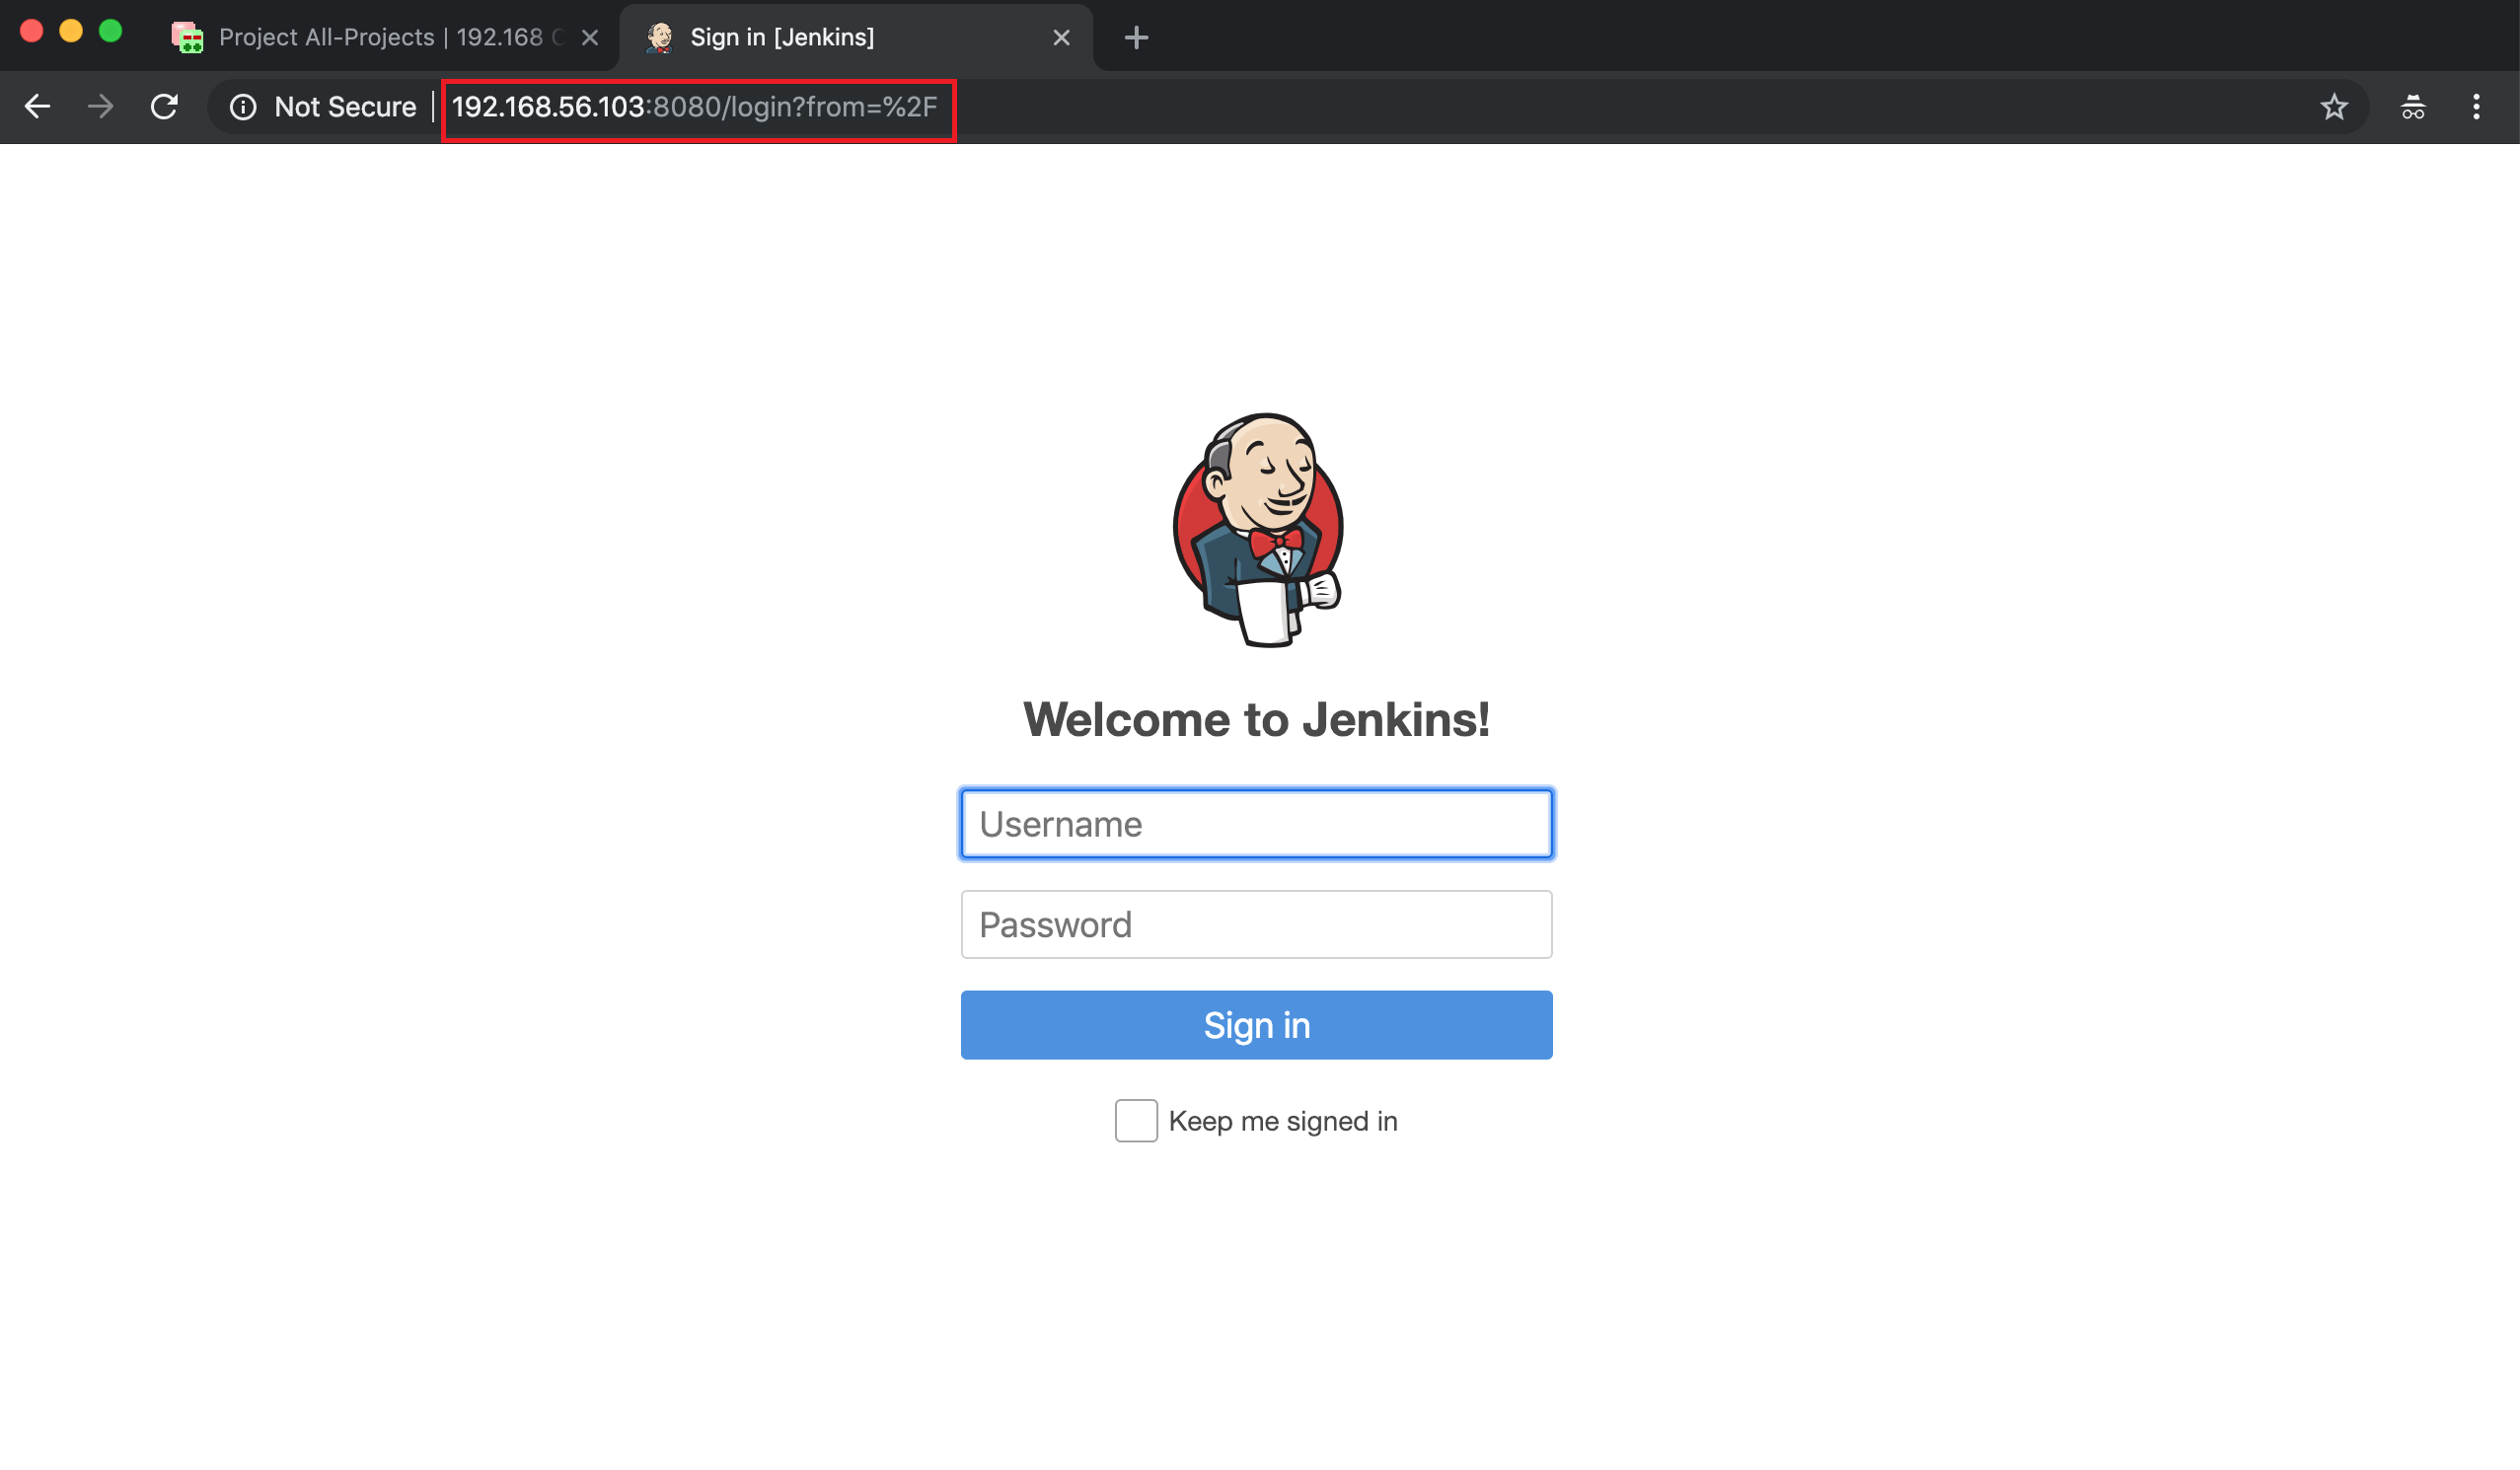 Project All-Projects | 192.168
Sign in [Jenkins]
Not Secure | 192.168.56.103:8080/login?from=%2F
Welcome to Jenkins!
Username
Password
Sign in
Keep me signed in